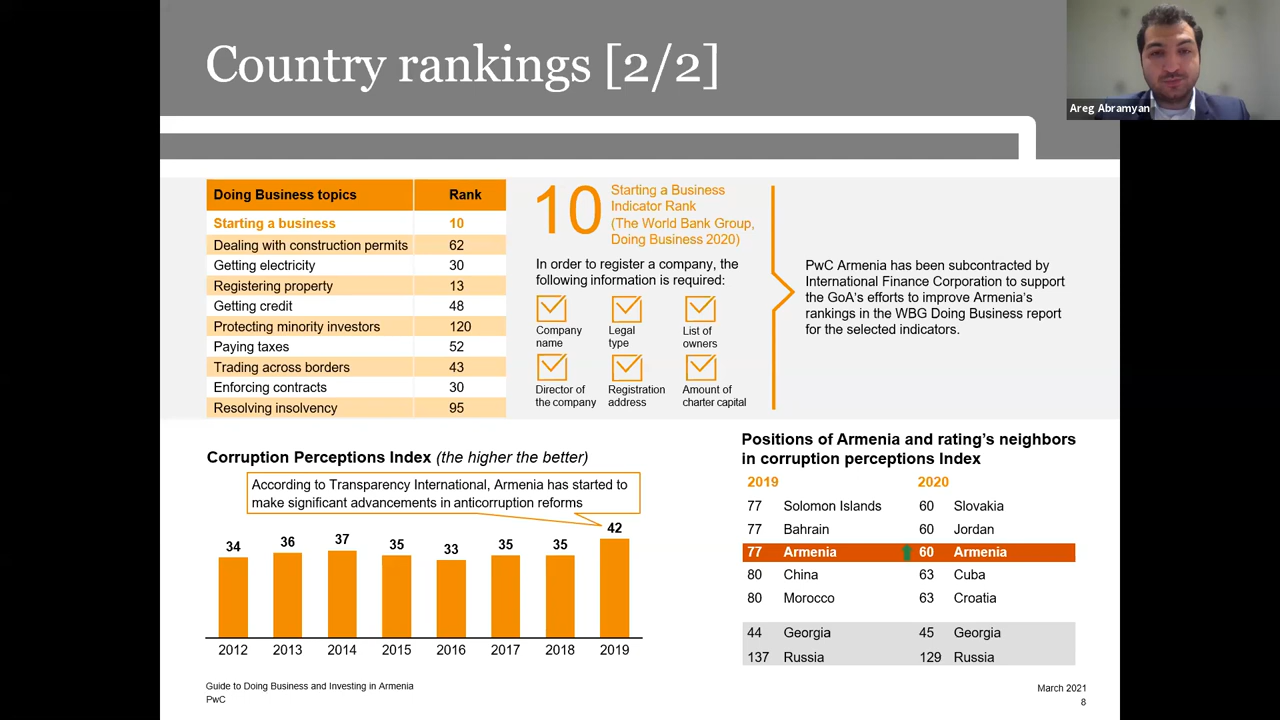 Country rankings [2/2]
Areg Abramyan
Doing Business topics Rank
Starting a business 10
Dealing with construction permits 62
Getting electricity 30
Registering property 13
Getting credit 48
Protecting minority investors 120
Paying taxes 52
Trading across borders 43
Enforcing contracts 30
Resolving insolvency 95
10
Starting a Business
Indicator Rank
(The World Bank Group,
Doing Business 2020)
In order to register a company, the
following information is required:
Company
name
Legal
type
List of
owners
Director of
the company
Registration
address
Amount of
charter capital
PwC Armenia has been subcontracted by
International Finance Corporation to support
the GoA's efforts to improve Armenia's
rankings in the WBG Doing Business report
for the selected indicators.
Corruption Perceptions Index (the higher the better)
According to Transparency International, Armenia has started to
make significant advancements in anticorruption reforms
34 36 37 35 33 35 35 42
2012 2013 2014 2015 2016 2017 2018 2019
Positions of Armenia and rating's neighbors
in corruption perceptions Index
2019 2020
77 Solomon Islands 60 Slovakia
77 Bahrain 60 Jordan
77 Armenia 60 Armenia
80 China 63 Cuba
80 Morocco 63 Croatia
44 Georgia 45 Georgia
137 Russia 129 Russia
Guide to Doing Business and Investing in Armenia
PwC
March 2021
8